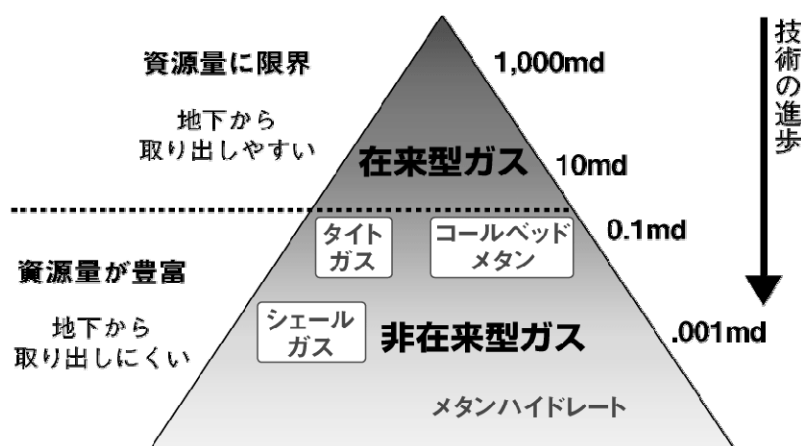 資源量に限界
地下から
取り出しやすい
1,000md
在来型ガス
10md
技術の進歩
タイト
ガス
コールベッド
メタン
0.1md
資源量が豊富
地下から
取り出しにくい
シェール
ガス
非在来型ガス
.001md
メタンハイドレート